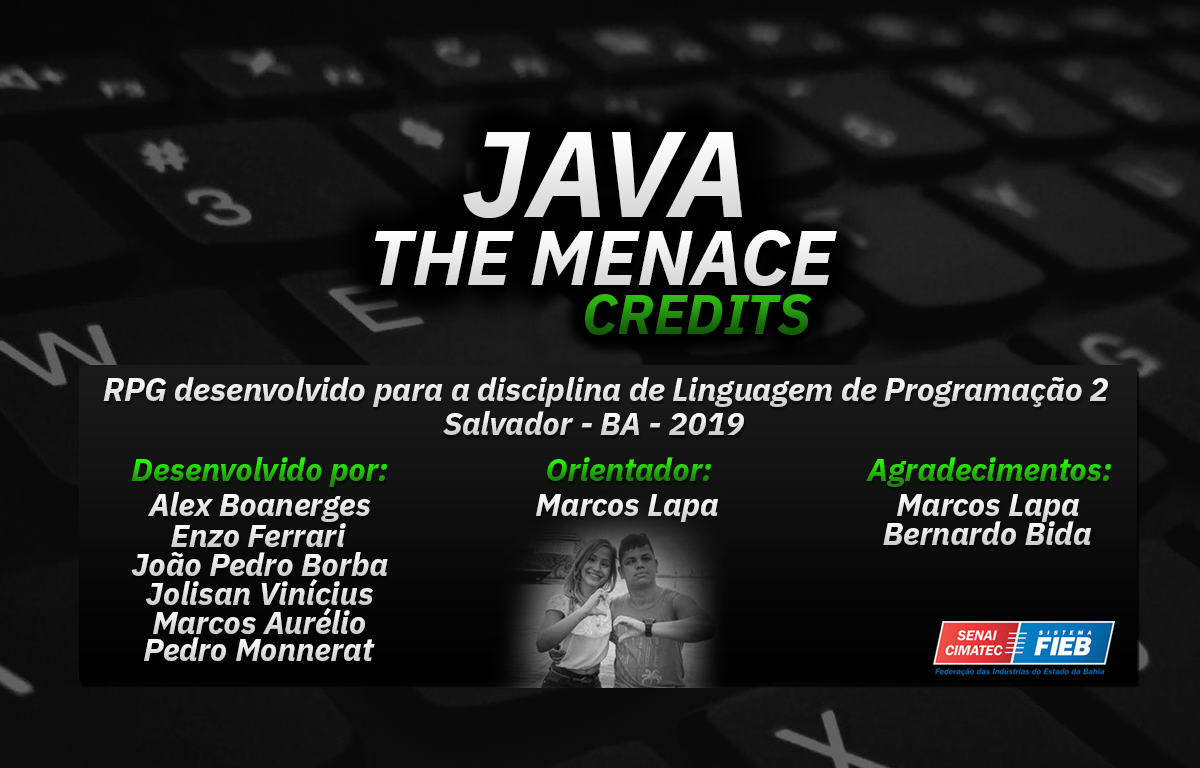 JAVA
THE MENACE
CREDITS
RPG desenvolvido para a disciplina de Linguagem de Programação 2
Salvador - BA - 2019
Desenvolvido por:
Alex Boanerges
Enzo Ferrari
João Pedro Borba
Jolisan Vinícius
Marcos Aurélio
Pedro Monnerat
Orientador:
Marcos Lapa
Agradecimentos:
Marcos Lapa
Bernardo Bida
SENAI
CIMATEC
SISTEMA
FIEB
Federação das Indústrias do Estado da Bahia
#
3
W
E